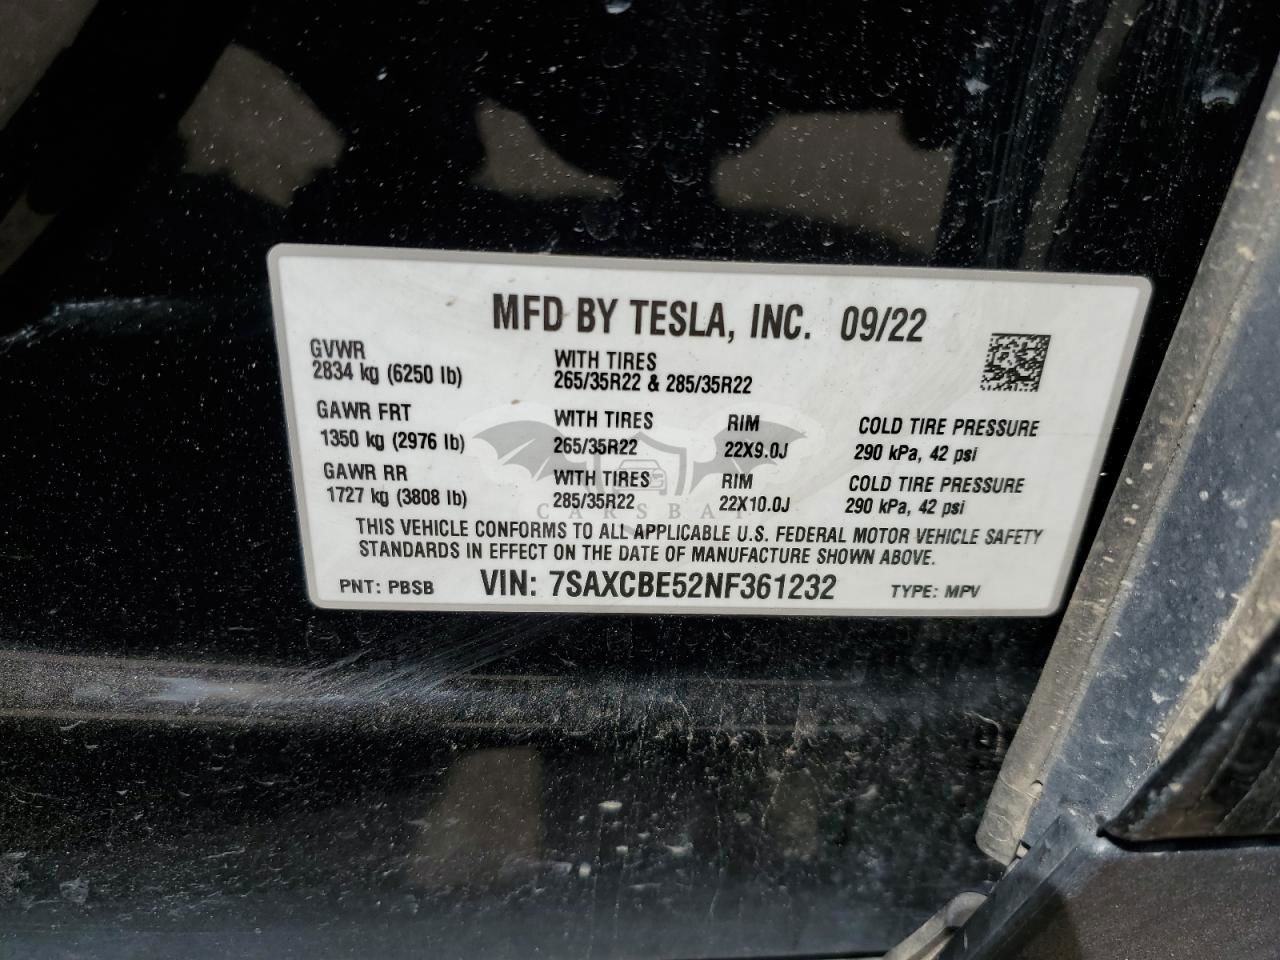 MFD BY TESLA, INC. 09/22
GVWR
2834 kg (6250 lb)
WITH TIRES
265/35R22 & 285/35R22
GAWR FRT
1350 kg (2976 lb)
WITH TIRES
265/35R22
RIM
22X9.0J
COLD TIRE PRESSURE
290 kPa, 42 psi
GAWR RR
1727 kg (3808 lb)
WITH TIRES
285/35R22
RIM
22X10.0J
COLD TIRE PRESSURE
290 kPa, 42 psi
CARSBAT
THIS VEHICLE CONFORMS TO ALL APPLICABLE U.S. FEDERAL MOTOR VEHICLE SAFETY
STANDARDS IN EFFECT ON THE DATE OF MANUFACTURE SHOWN ABOVE.
PNT: PBSB VIN: 7SAXCBE52NF361232 TYPE: MPV